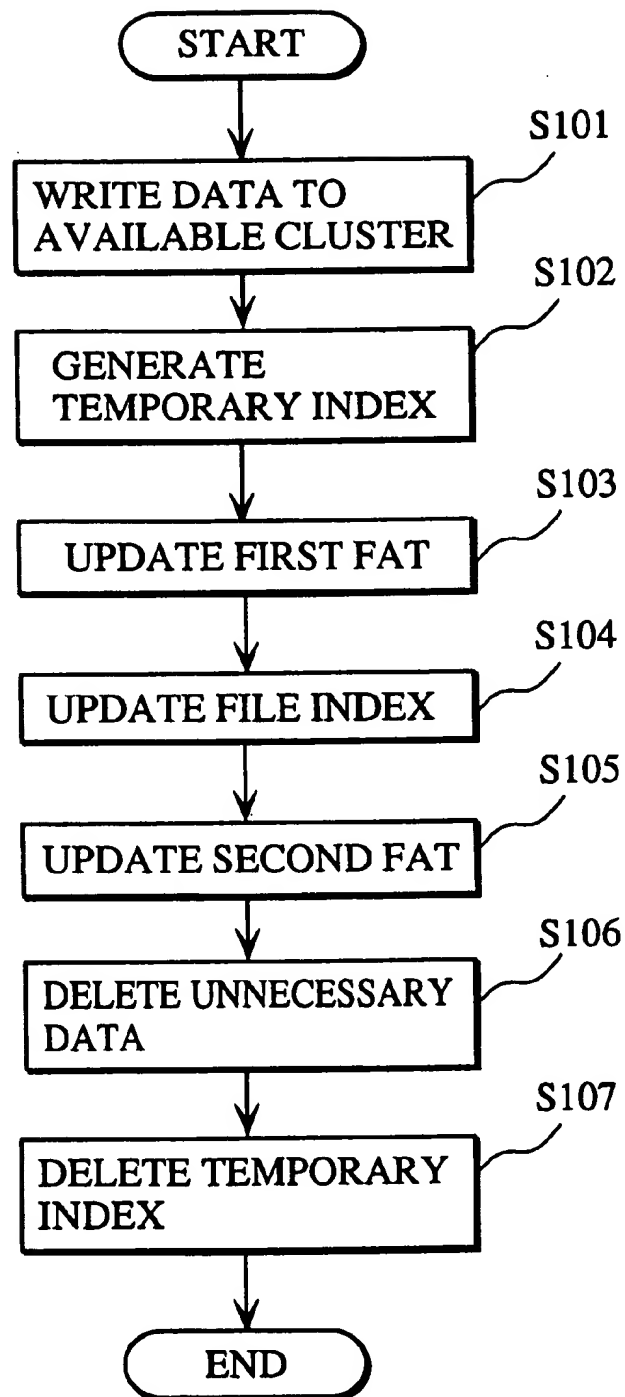 START
S101
WRITE DATA TO
AVAILABLE CLUSTER
S102
GENERATE
TEMPORARY INDEX
S103
UPDATE FIRST FAT
S104
UPDATE FILE INDEX
S105
UPDATE SECOND FAT
S106
DELETE UNNECESSARY
DATA
S107
DELETE TEMPORARY
INDEX
END